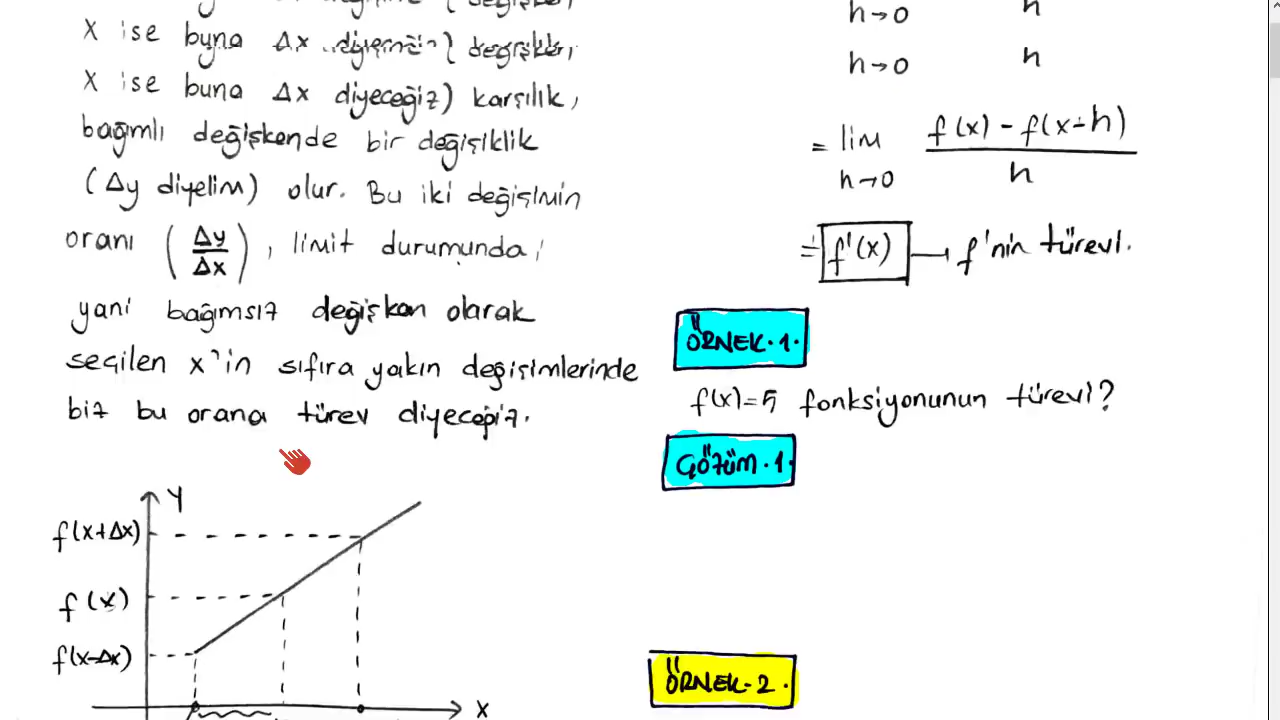 x ise buna Δx diyeceğiz) değişikli,
x ise buna Δx diyeceğiz) karşılık,
bağımlı değişkende bir değişiklik
(Δy diyelim) olur. Bu iki değişimin
oranı (Δy/Δx), limit durumunda,
yani bağımsız değişken olarak
seçilen x'in sıfıra yakın değişimlerinde
biz bu orana türev diyeceğiz.
Y
f(x+Δx)
f(x)
f(x-Δx)
X
h→0 h
h→0 h
= lim h→0 f(x) - f(x-h) / h
= f'(x) → f'nin türevi.
ÖRNEK.1.
f(x)=5 fonksiyonunun türevi?
ÇÖZÜM.1.
ÖRNEK.2.